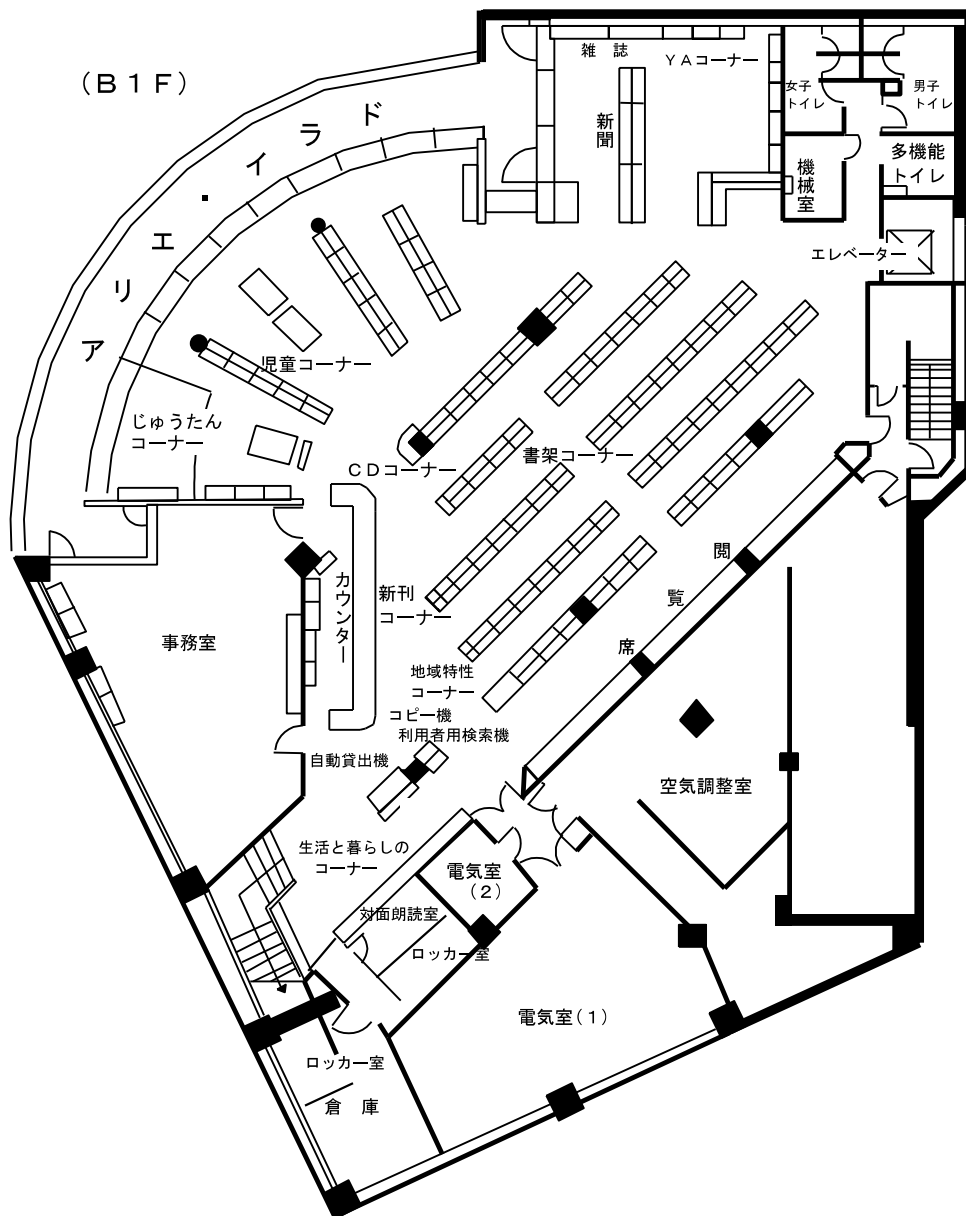 (B1F)
ドライ・エリア
雑誌
YAコーナー
新聞
女子
トイレ
男子
トイレ
機械室
多機能
トイレ
エレベーター
児童コーナー
じゅうたん
コーナー
CDコーナー
書架コーナー
カウンター
新刊
コーナー
閲覧席
事務室
地域特性
コーナー
コピー機
利用者用検索機
自動貸出機
空気調整室
生活と暮らしの
コーナー
電気室
(2)
対面朗読室
ロッカー室
電気室(1)
ロッカー室
倉庫